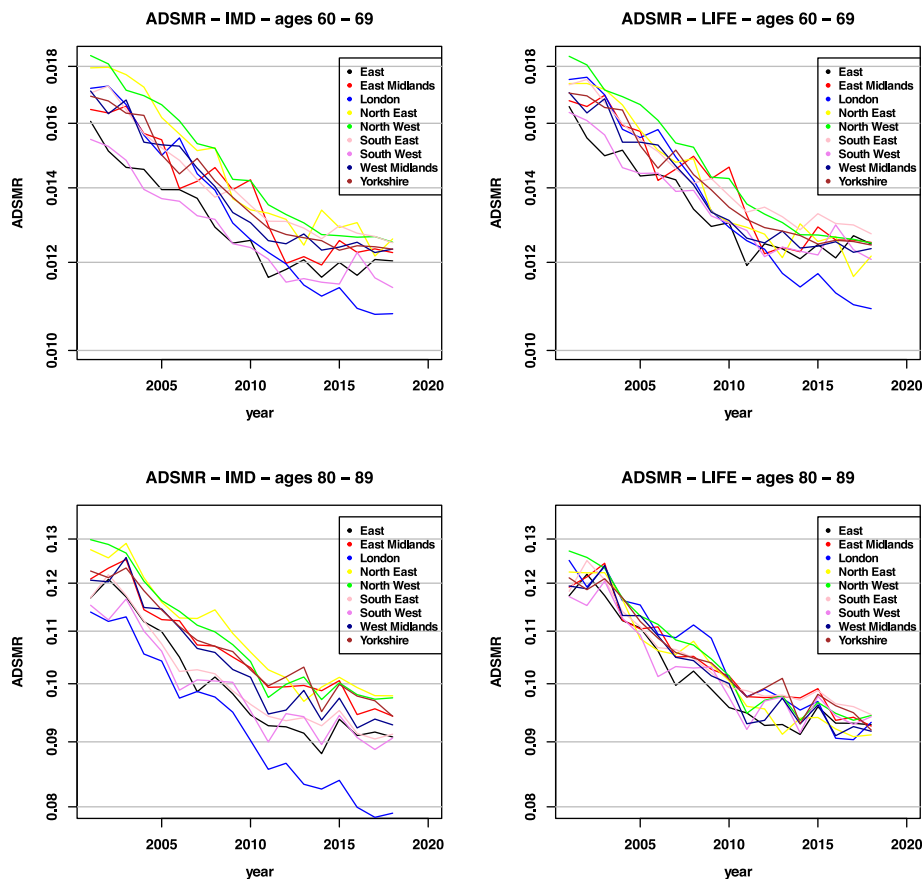 ADSMR – IMD – ages 60 – 69
ADSMR
0.018
0.016
0.014
0.012
0.010
East
East Midlands
London
North East
North West
South East
South West
West Midlands
Yorkshire
2005 2010 2015 2020
year
ADSMR – LIFE – ages 60 – 69
ADSMR
0.018
0.016
0.014
0.012
0.010
East
East Midlands
London
North East
North West
South East
South West
West Midlands
Yorkshire
2005 2010 2015 2020
year
ADSMR – IMD – ages 80 – 89
ADSMR
0.13
0.12
0.11
0.10
0.09
0.08
East
East Midlands
London
North East
North West
South East
South West
West Midlands
Yorkshire
2005 2010 2015 2020
year
ADSMR – LIFE – ages 80 – 89
ADSMR
0.13
0.12
0.11
0.10
0.09
0.08
East
East Midlands
London
North East
North West
South East
South West
West Midlands
Yorkshire
2005 2010 2015 2020
year